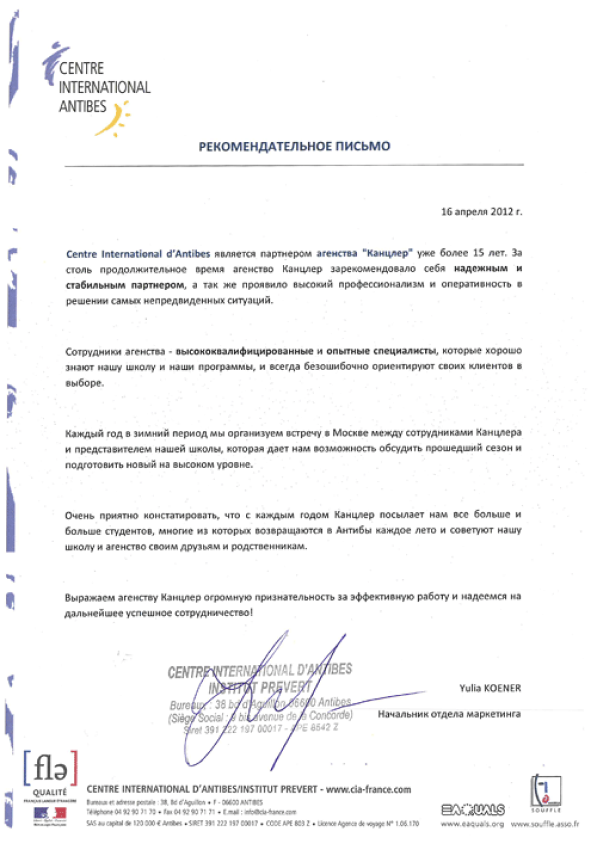 CENTRE
INTERNATIONAL
ANTIBES
РЕКОМЕНДАТЕЛЬНОЕ ПИСЬМО
16 апреля 2012 г.
Centre International d'Antibes является партнером агенства "Канцлер" уже более 15 лет. За
столь продолжительное время агенство Канцлер зарекомендовало себя надежным и
стабильным партнером, а так же проявило высокий профессионализм и оперативность в
решении самых непредвиденных ситуаций.
Сотрудники агенства - высококвалифицированные и опытные специалисты, которые хорошо
знают нашу школу и наши программы, и всегда безошибочно ориентируют своих клиентов в
выборе.
Каждый год в зимний период мы организуем встречу в Москве между сотрудниками Канцлера
и представителем нашей школы, которая дает нам возможность обсудить прошедший сезон и
подготовить новый на высоком уровне.
Очень приятно констатировать, что с каждым годом Канцлер посылает нам все больше и
больше студентов, многие из которых возвращаются в Антибы каждое лето и советуют нашу
школу и агенство своим друзьям и родственникам.
Выражаем агенству Канцлер огромную признательность за эффективную работу и надеемся на
дальнейшее успешное сотрудничество!
CENTRE INTERNATIONAL D'ANTIBES
INSTITUT PREVERT
Bureaux : 38 bd d'Aguillon 06600 Antibes
(Siège Social : 9 bis avenue de la Concorde)
Siret 391 222 197 00017 - APE 8542 Z
Yulia KOENER
Начальник отдела маркетинга
[flə]
QUALITÉ
FRANÇAIS LANGUE ÉTRANGÈRE
CENTRE INTERNATIONAL D'ANTIBES/INSTITUT PREVERT - www.cia-france.com
Bureaux et adresse postale : 38, Bd d'Aguillon • F - 06600 ANTIBES
Téléphone 04 92 90 71 70 • Fax 04 92 90 71 71 • E.mail : info@cia-france.com
SAS au capital de 120 000 € Antibes • SIRET 391 222 197 00017 • CODE APE 803 Z • Licence Agence de voyage N° 1.06.170
EAQUALS
www.eaquals.org
SOUFFLE
www.souffle.asso.fr